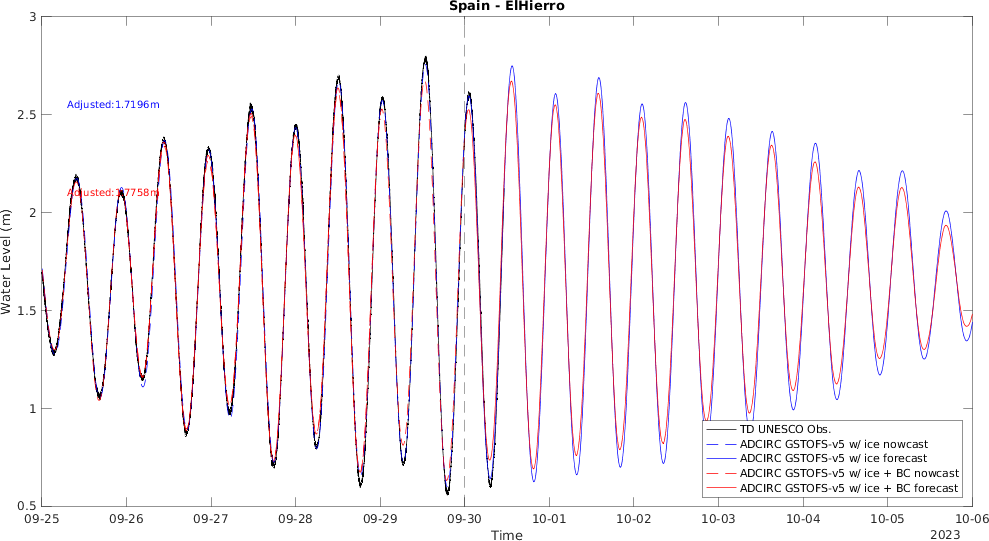 Spain - ElHierro
3
2.5
2
1.5
1
0.5
Water Level (m)
Adjusted:1.7196m
Adjusted:1.7758m
TD UNESCO Obs.
ADCIRC GSTOFS-v5 w/ ice nowcast
ADCIRC GSTOFS-v5 w/ ice forecast
ADCIRC GSTOFS-v5 w/ ice + BC nowcast
ADCIRC GSTOFS-v5 w/ ice + BC forecast
09-25 09-26 09-27 09-28 09-29 09-30 10-01 10-02 10-03 10-04 10-05 10-06
Time
2023